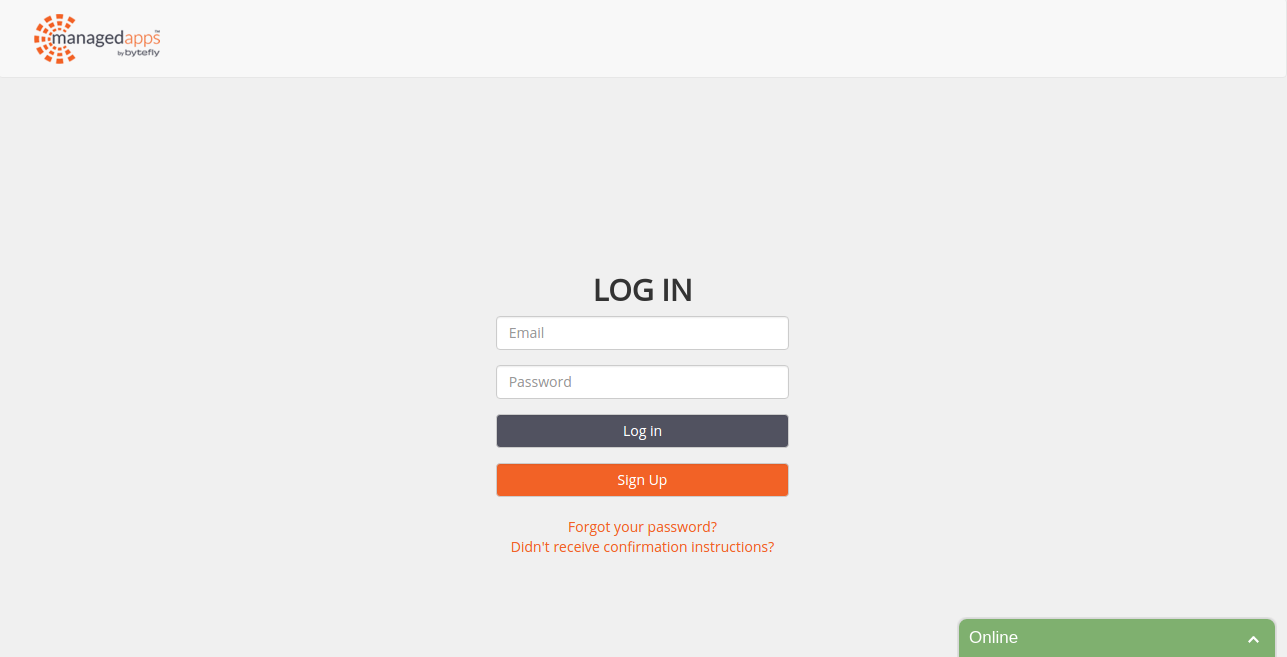 managedapps™
by bytefly
LOG IN
Email
Password
Log in
Sign Up
Forgot your password?
Didn't receive confirmation instructions?
Online